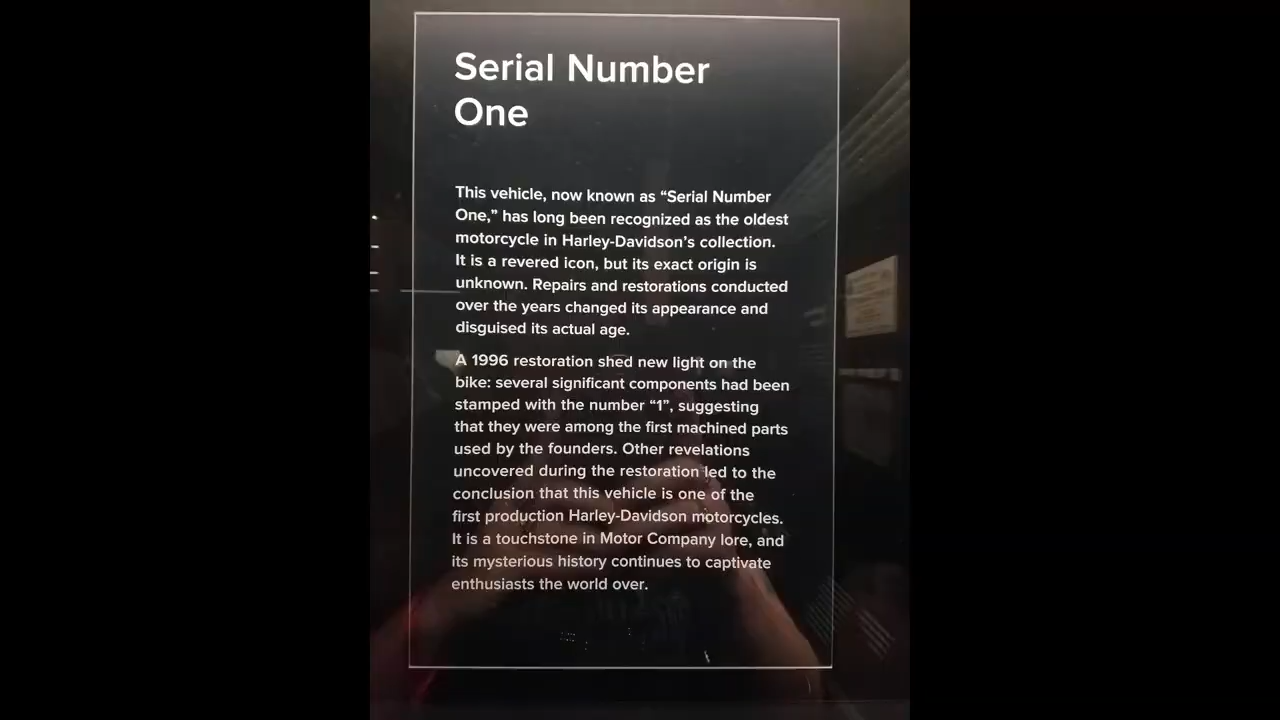 Serial Number
One
This vehicle, now known as “Serial Number
One,” has long been recognized as the oldest
motorcycle in Harley-Davidson’s collection.
It is a revered icon, but its exact origin is
unknown. Repairs and restorations conducted
over the years changed its appearance and
disguised its actual age.
A 1996 restoration shed new light on the
bike: several significant components had been
stamped with the number “1”, suggesting
that they were among the first machined parts
used by the founders. Other revelations
uncovered during the restoration led to the
conclusion that this vehicle is one of the
first production Harley-Davidson motorcycles.
It is a touchstone in Motor Company lore, and
its mysterious history continues to captivate
enthusiasts the world over.